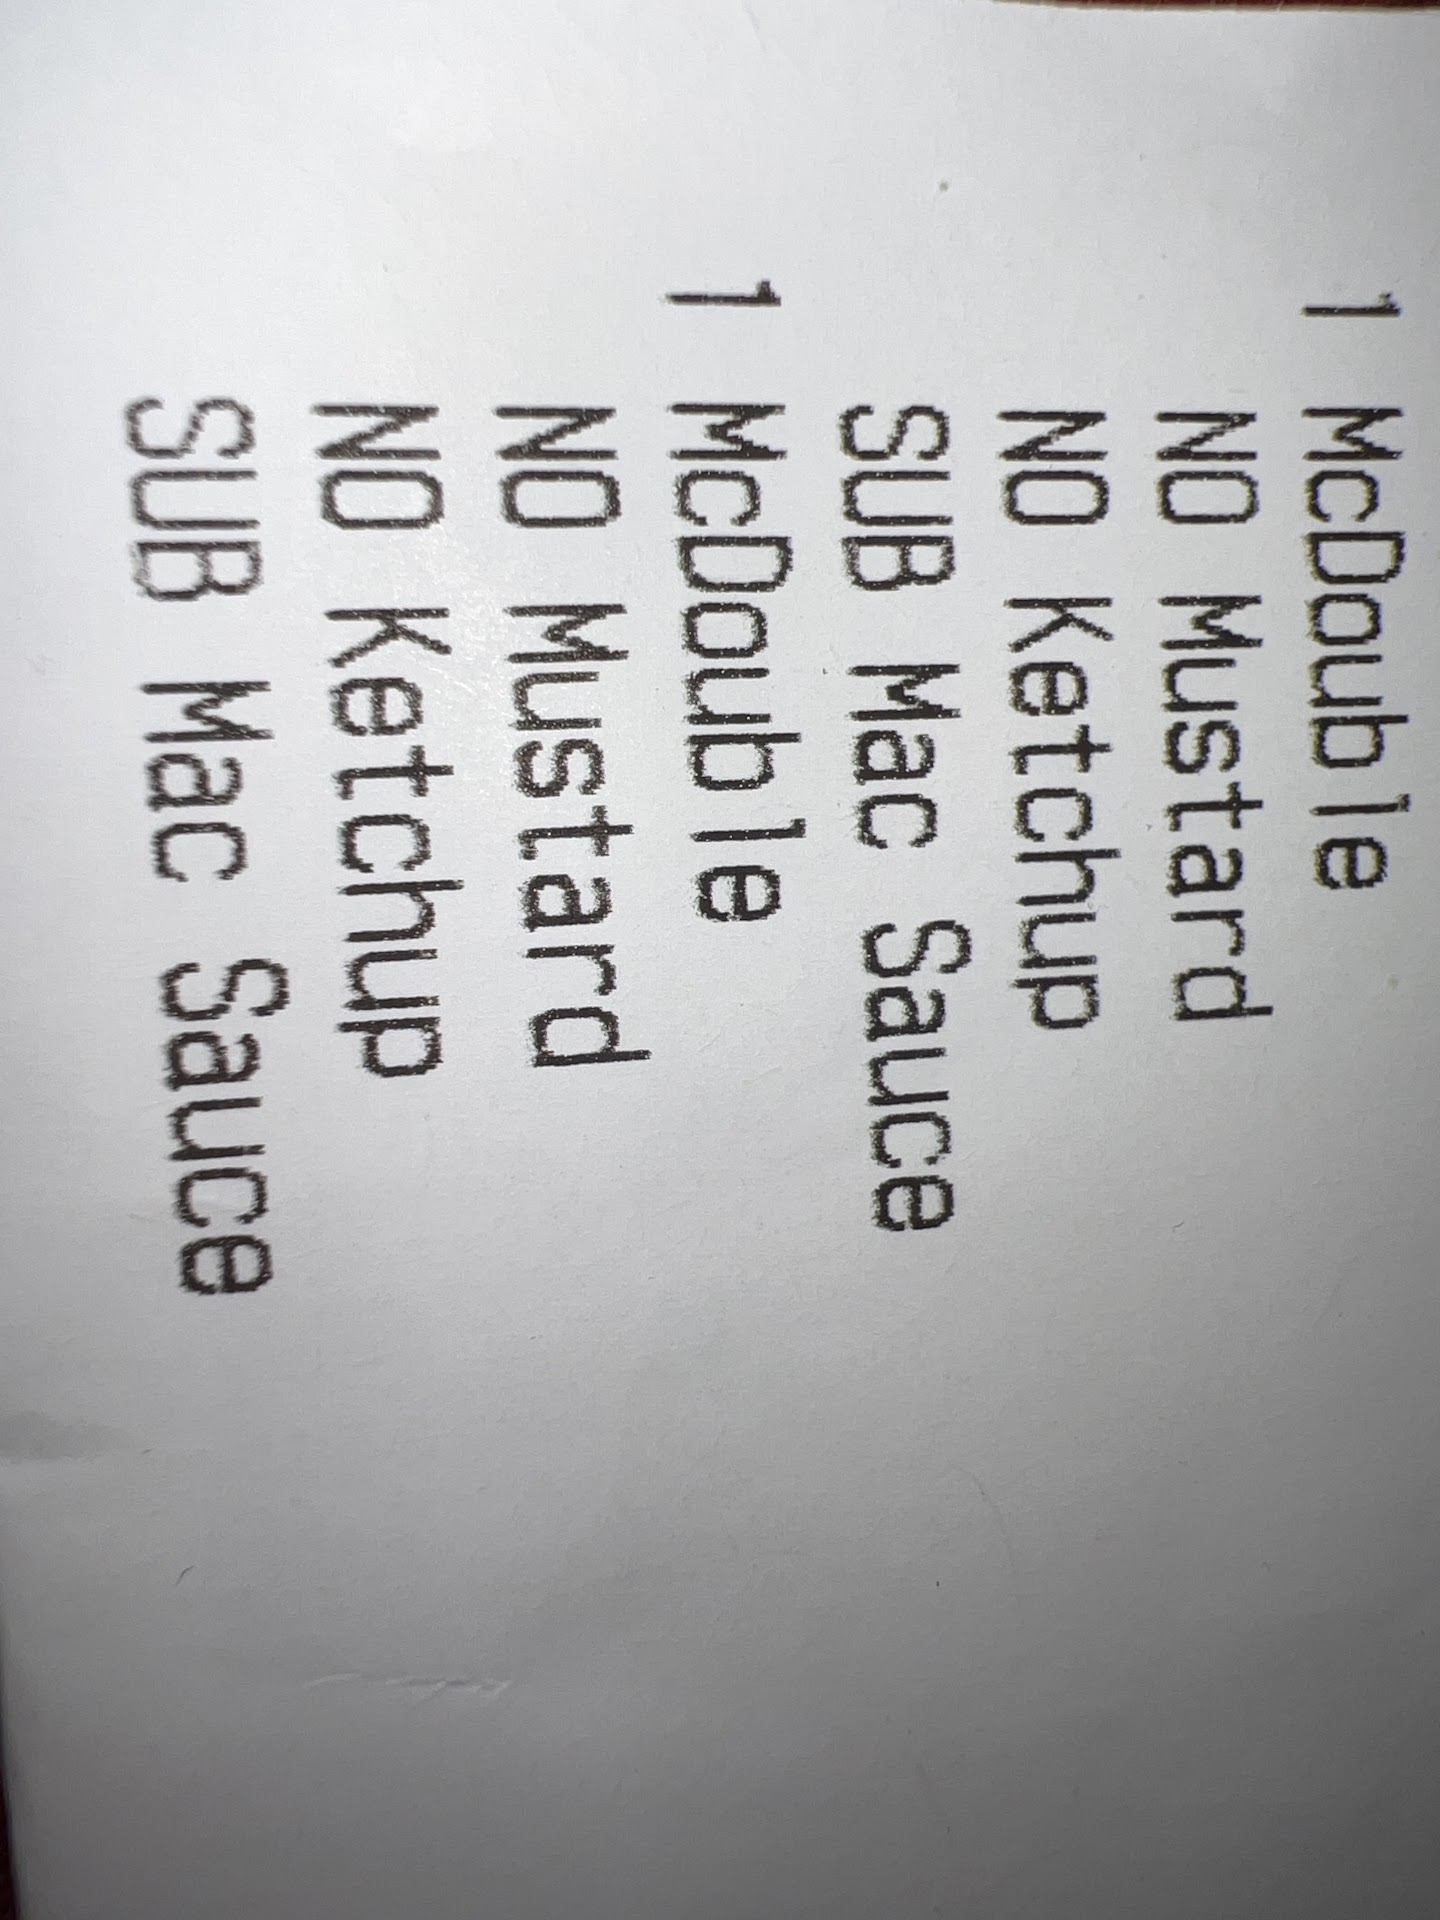 1 McDouble
NO Mustard
NO Ketchup
SUB Mac Sauce
1 McDouble
NO Mustard
NO Ketchup
SUB Mac Sauce